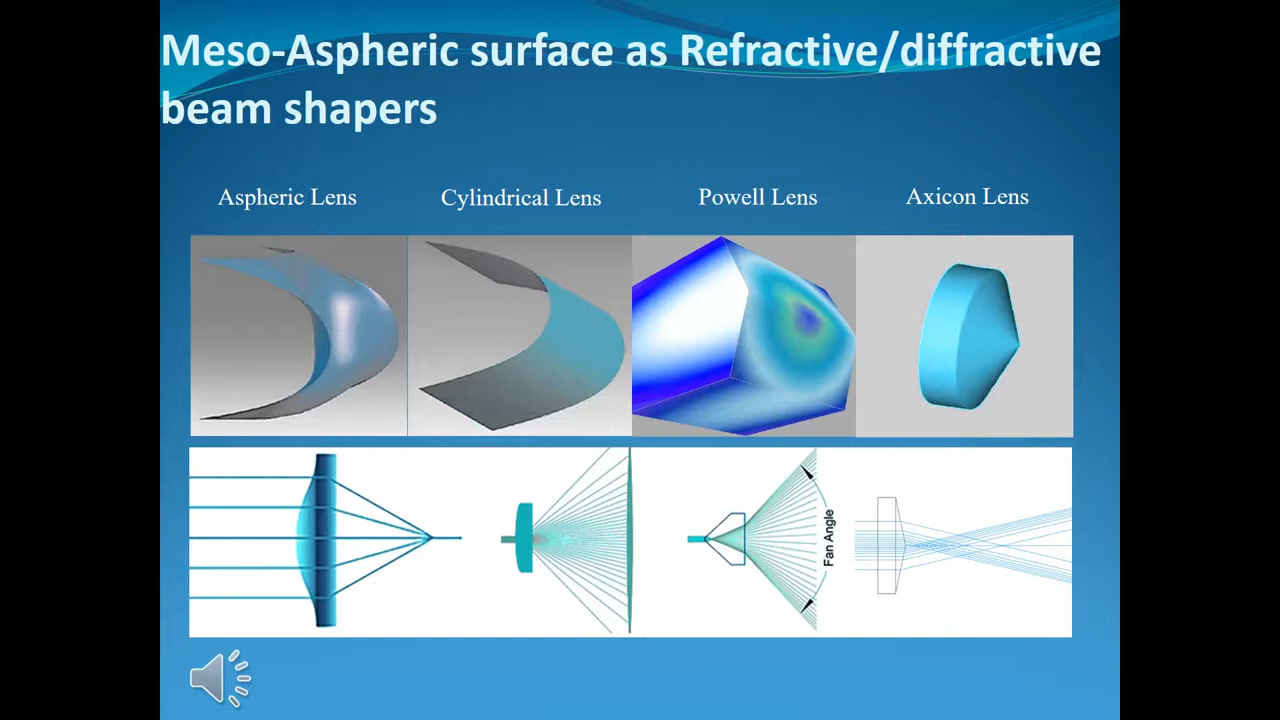 Meso-Aspheric surface as Refractive/diffractive
beam shapers
Aspheric Lens
Cylindrical Lens
Powell Lens
Axicon Lens
Fan Angle